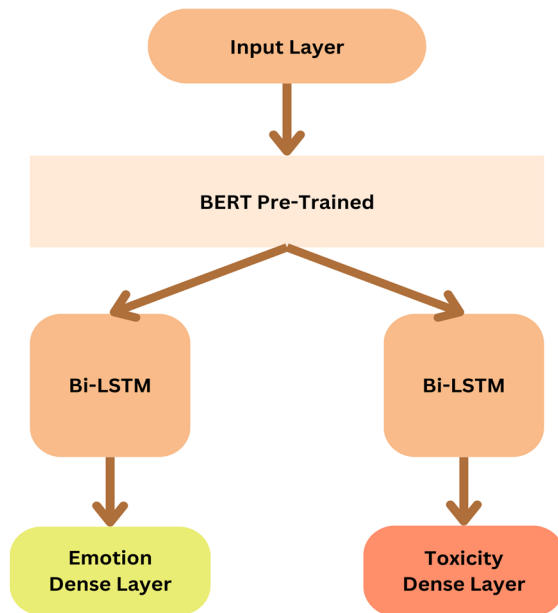 Input Layer
BERT Pre-Trained
Bi-LSTM
Bi-LSTM
Emotion
Dense Layer
Toxicity
Dense Layer